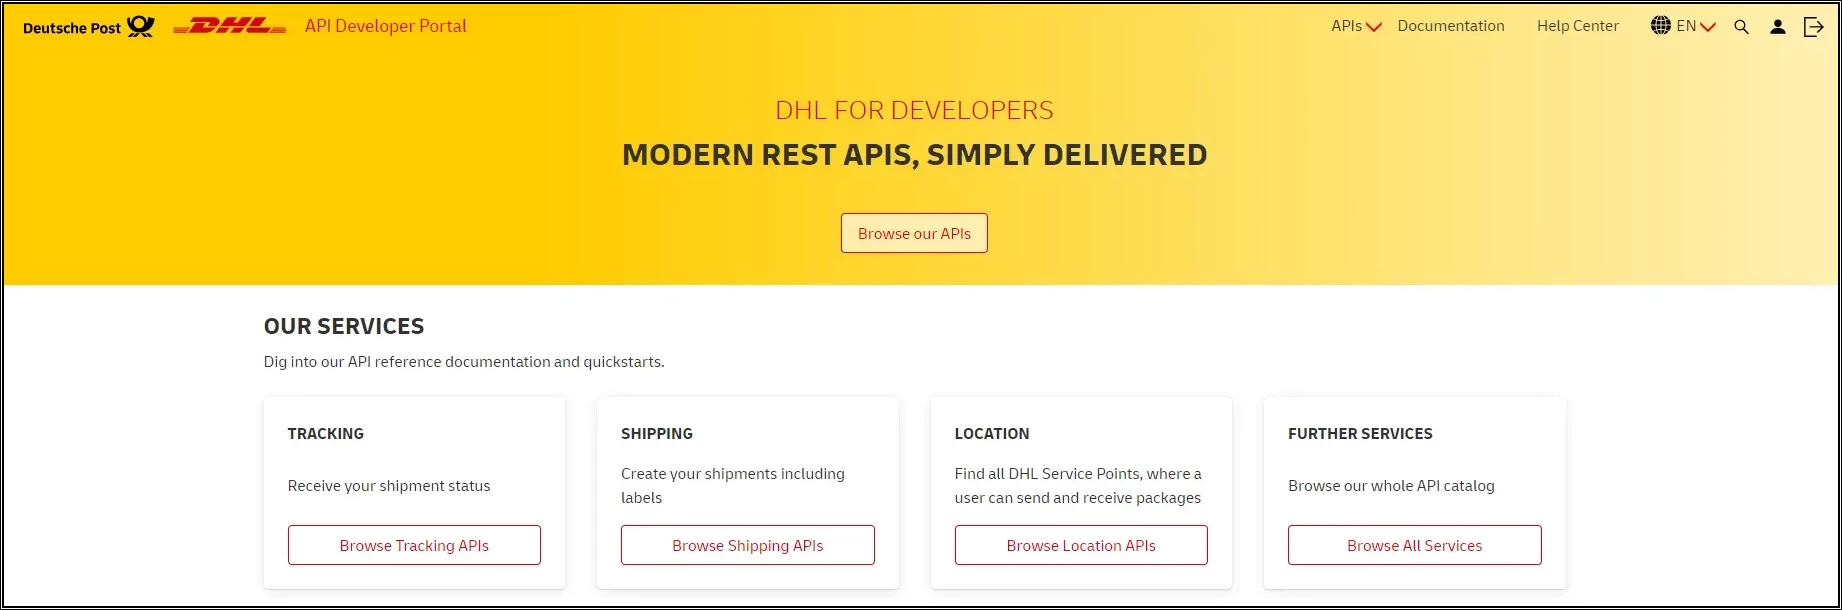 Deutsche Post DHL API Developer Portal APIs Documentation Help Center EN
DHL FOR DEVELOPERS
MODERN REST APIS, SIMPLY DELIVERED
Browse our APIs
OUR SERVICES
Dig into our API reference documentation and quickstarts.
TRACKING
Receive your shipment status
Browse Tracking APIs
SHIPPING
Create your shipments including
labels
Browse Shipping APIs
LOCATION
Find all DHL Service Points, where a
user can send and receive packages
Browse Location APIs
FURTHER SERVICES
Browse our whole API catalog
Browse All Services